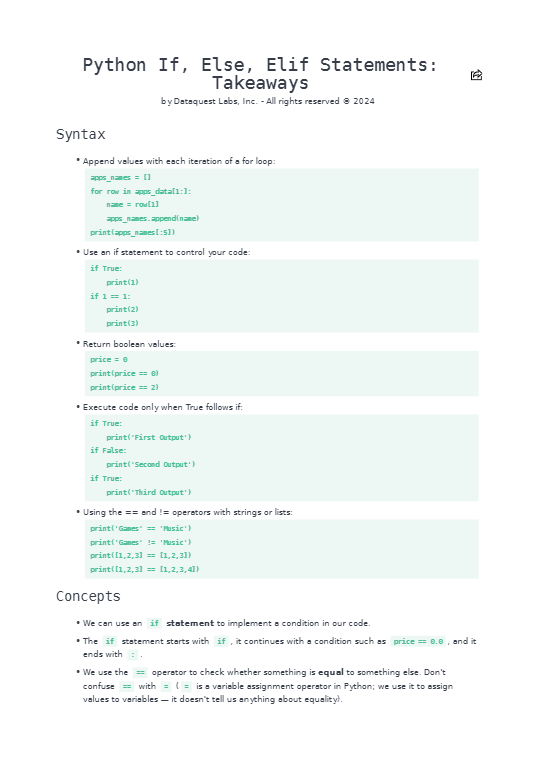 Python If, Else, Elif Statements:
Takeaways
by Dataquest Labs, Inc. - All rights reserved © 2024
Syntax
• Append values with each iteration of a for loop:
apps_names = []
for row in apps_data[1:]:
    name = row[1]
    apps_names.append(name)
print(apps_names[:5])
• Use an if statement to control your code:
if True:
    print(1)
if 1 == 1:
    print(2)
    print(3)
• Return boolean values:
price = 0
print(price == 0)
print(price == 2)
• Execute code only when True follows if:
if True:
    print('First Output')
if False:
    print('Second Output')
if True:
    print('Third Output')
• Using the == and != operators with strings or lists:
print('Games' == 'Music')
print('Games' != 'Music')
print([1,2,3] == [1,2,3])
print([1,2,3] == [1,2,3,4])
Concepts
• We can use an if statement to implement a condition in our code.
• The if statement starts with if , it continues with a condition such as price == 0.0 , and it
ends with : .
• We use the == operator to check whether something is equal to something else. Don't
confuse == with = ( = is a variable assignment operator in Python; we use it to assign
values to variables — it doesn't tell us anything about equality).